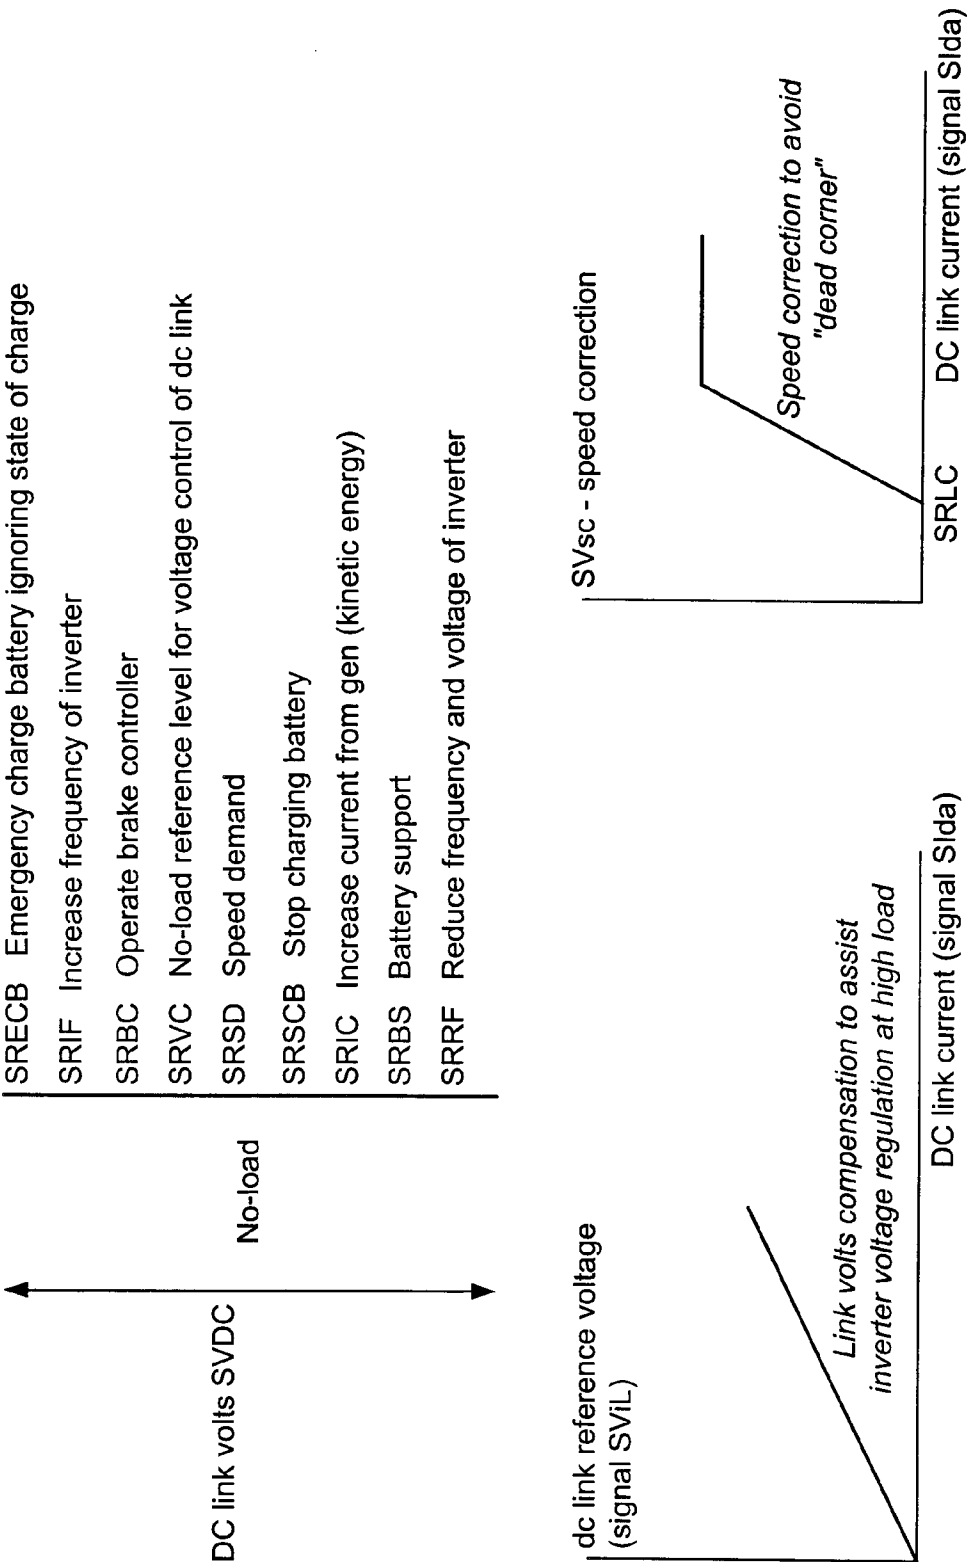 SRECB Emergency charge battery ignoring state of charge
SRIF Increase frequency of inverter
SRBC Operate brake controller
SRVC No-load reference level for voltage control of dc link
SRSD Speed demand
SRSCB Stop charging battery
SRIC Increase current from gen (kinetic energy)
SRBS Battery support
SRRF Reduce frequency and voltage of inverter
No-load
DC link volts SVDC
dc link reference voltage
(signal SViL)
Link volts compensation to assist
inverter voltage regulation at high load
DC link current (signal SIda)
SVsc - speed correction
Speed correction to avoid
"dead corner"
SRLC
DC link current (signal SIda)